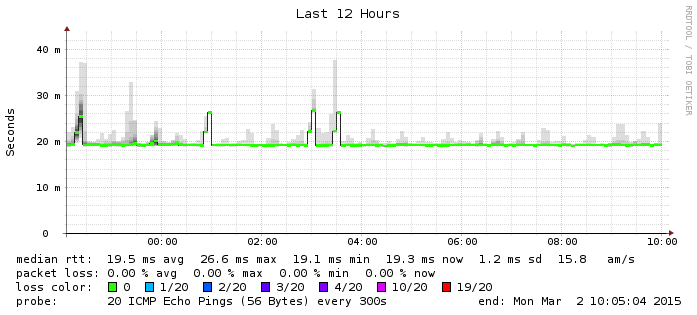 Last 12 Hours
RRDTOOL / TOBI OETIKER
Seconds
40 m
30 m
20 m
10 m
0
00:00 02:00 04:00 06:00 08:00 10:00
median rtt: 19.5 ms avg 26.6 ms max 19.1 ms min 19.3 ms now 1.2 ms sd 15.8 am/s
packet loss: 0.00 % avg 0.00 % max 0.00 % min 0.00 % now
loss color: 0 1/20 2/20 3/20 4/20 10/20 19/20
probe: 20 ICMP Echo Pings (56 Bytes) every 300s end: Mon Mar 2 10:05:04 2015